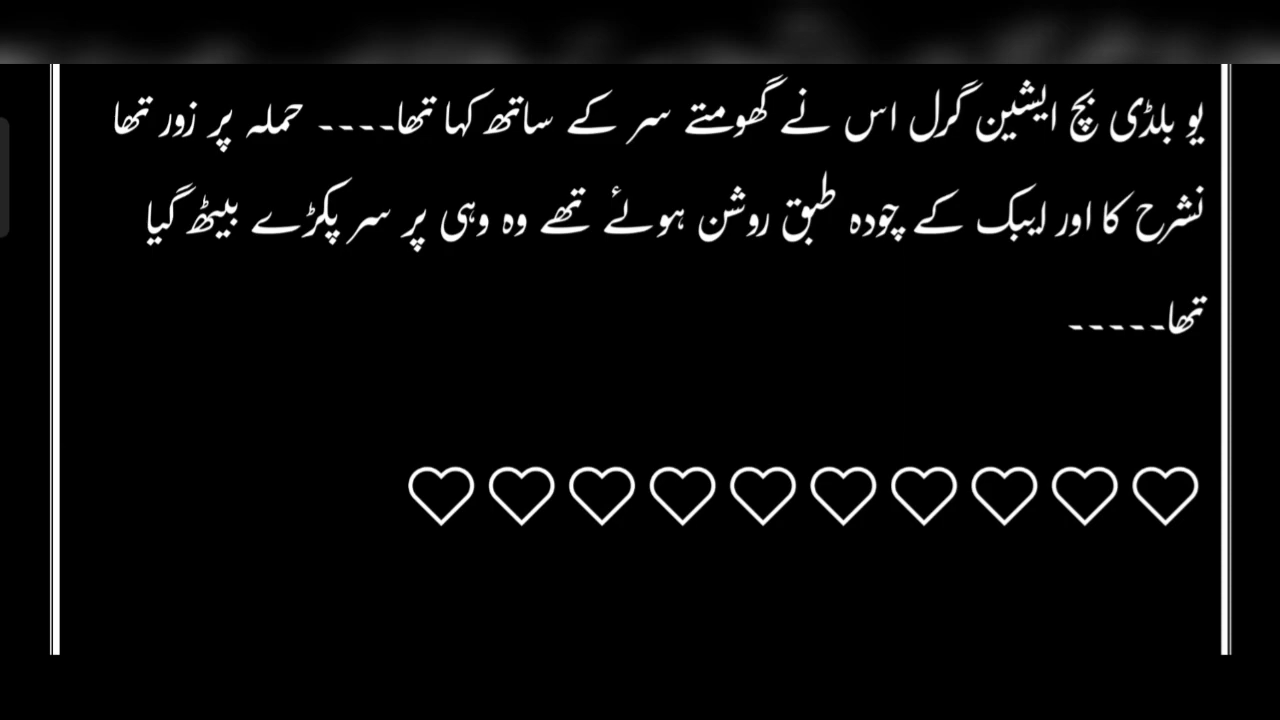 یو بلڈی بچ ایشین گرل اس نے گھومتے سر کے ساتھ کہا تھا۔۔۔۔ حملہ پر زور تھا
نشرح کا اور ایبک کے چودہ طبق روشن ہوئے تھے وہ وہی پر سر پکڑے بیٹھ گیا
تھا۔۔۔۔۔
♡♡♡♡♡♡♡♡♡♡